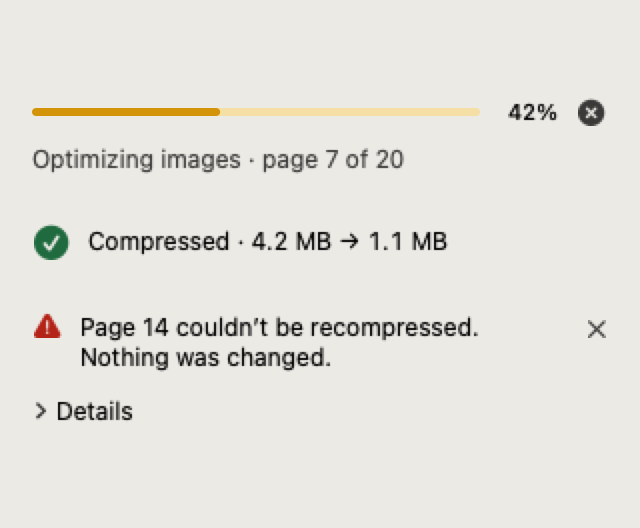 42%
Optimizing images · page 7 of 20
Compressed · 4.2 MB → 1.1 MB
Page 14 couldn’t be recompressed.
Nothing was changed.
Details